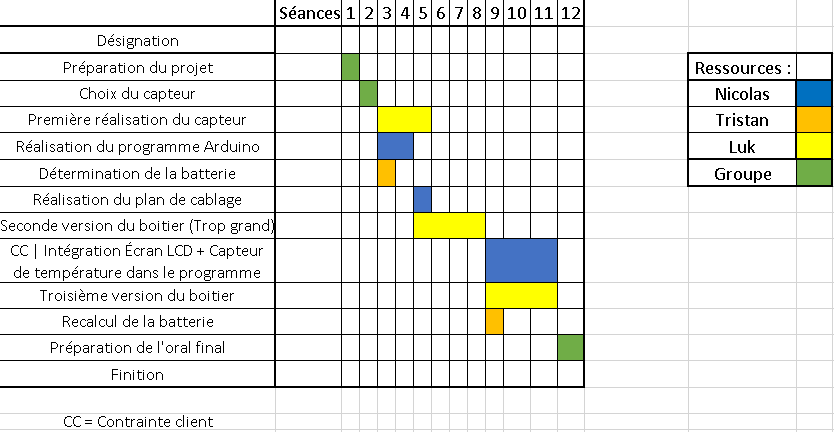 Séances 1 2 3 4 5 6 7 8 9 10 11 12
Désignation
Préparation du projet
Choix du capteur
Première réalisation du capteur
Réalisation du programme Arduino
Détermination de la batterie
Réalisation du plan de cablage
Seconde version du boitier (Trop grand)
CC | Intégration Écran LCD + Capteur
de température dans le programme
Troisième version du boitier
Recalcul de la batterie
Préparation de l'oral final
Finition
CC = Contrainte client
Ressources :
Nicolas
Tristan
Luk
Groupe